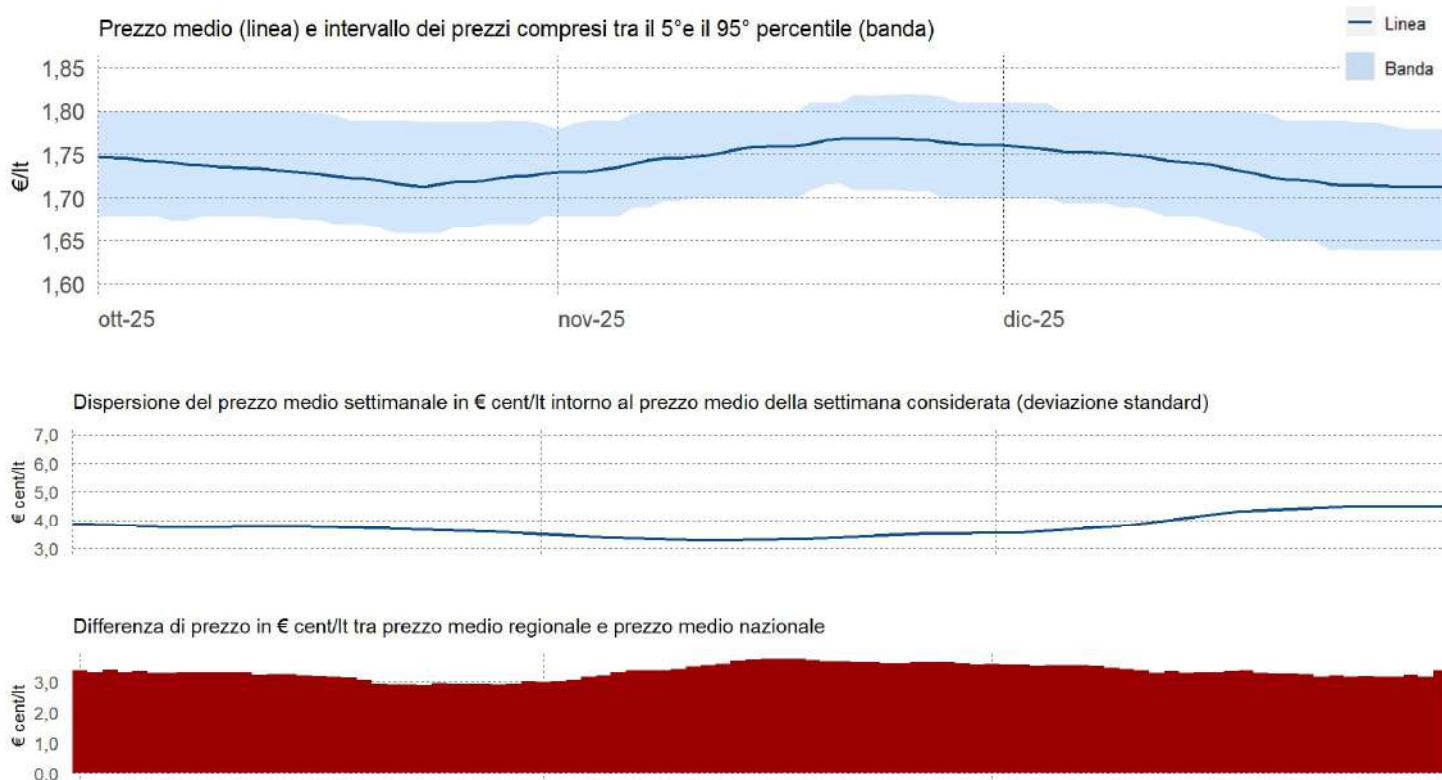 Prezzo medio (linea) e intervallo dei prezzi compresi tra il 5°e il 95° percentile (banda)
Linea
Banda
€/lt
1,85
1,80
1,75
1,70
1,65
1,60
ott-25 nov-25 dic-25
Dispersione del prezzo medio settimanale in € cent/lt intorno al prezzo medio della settimana considerata (deviazione standard)
€ cent/lt
7,0
6,0
5,0
4,0
3,0
Differenza di prezzo in € cent/lt tra prezzo medio regionale e prezzo medio nazionale
€ cent/lt
3,0
2,0
1,0
0,0